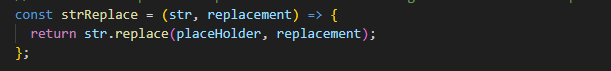 const strReplace = (str, replacement) => {
  return str.replace(placeHolder, replacement);
};